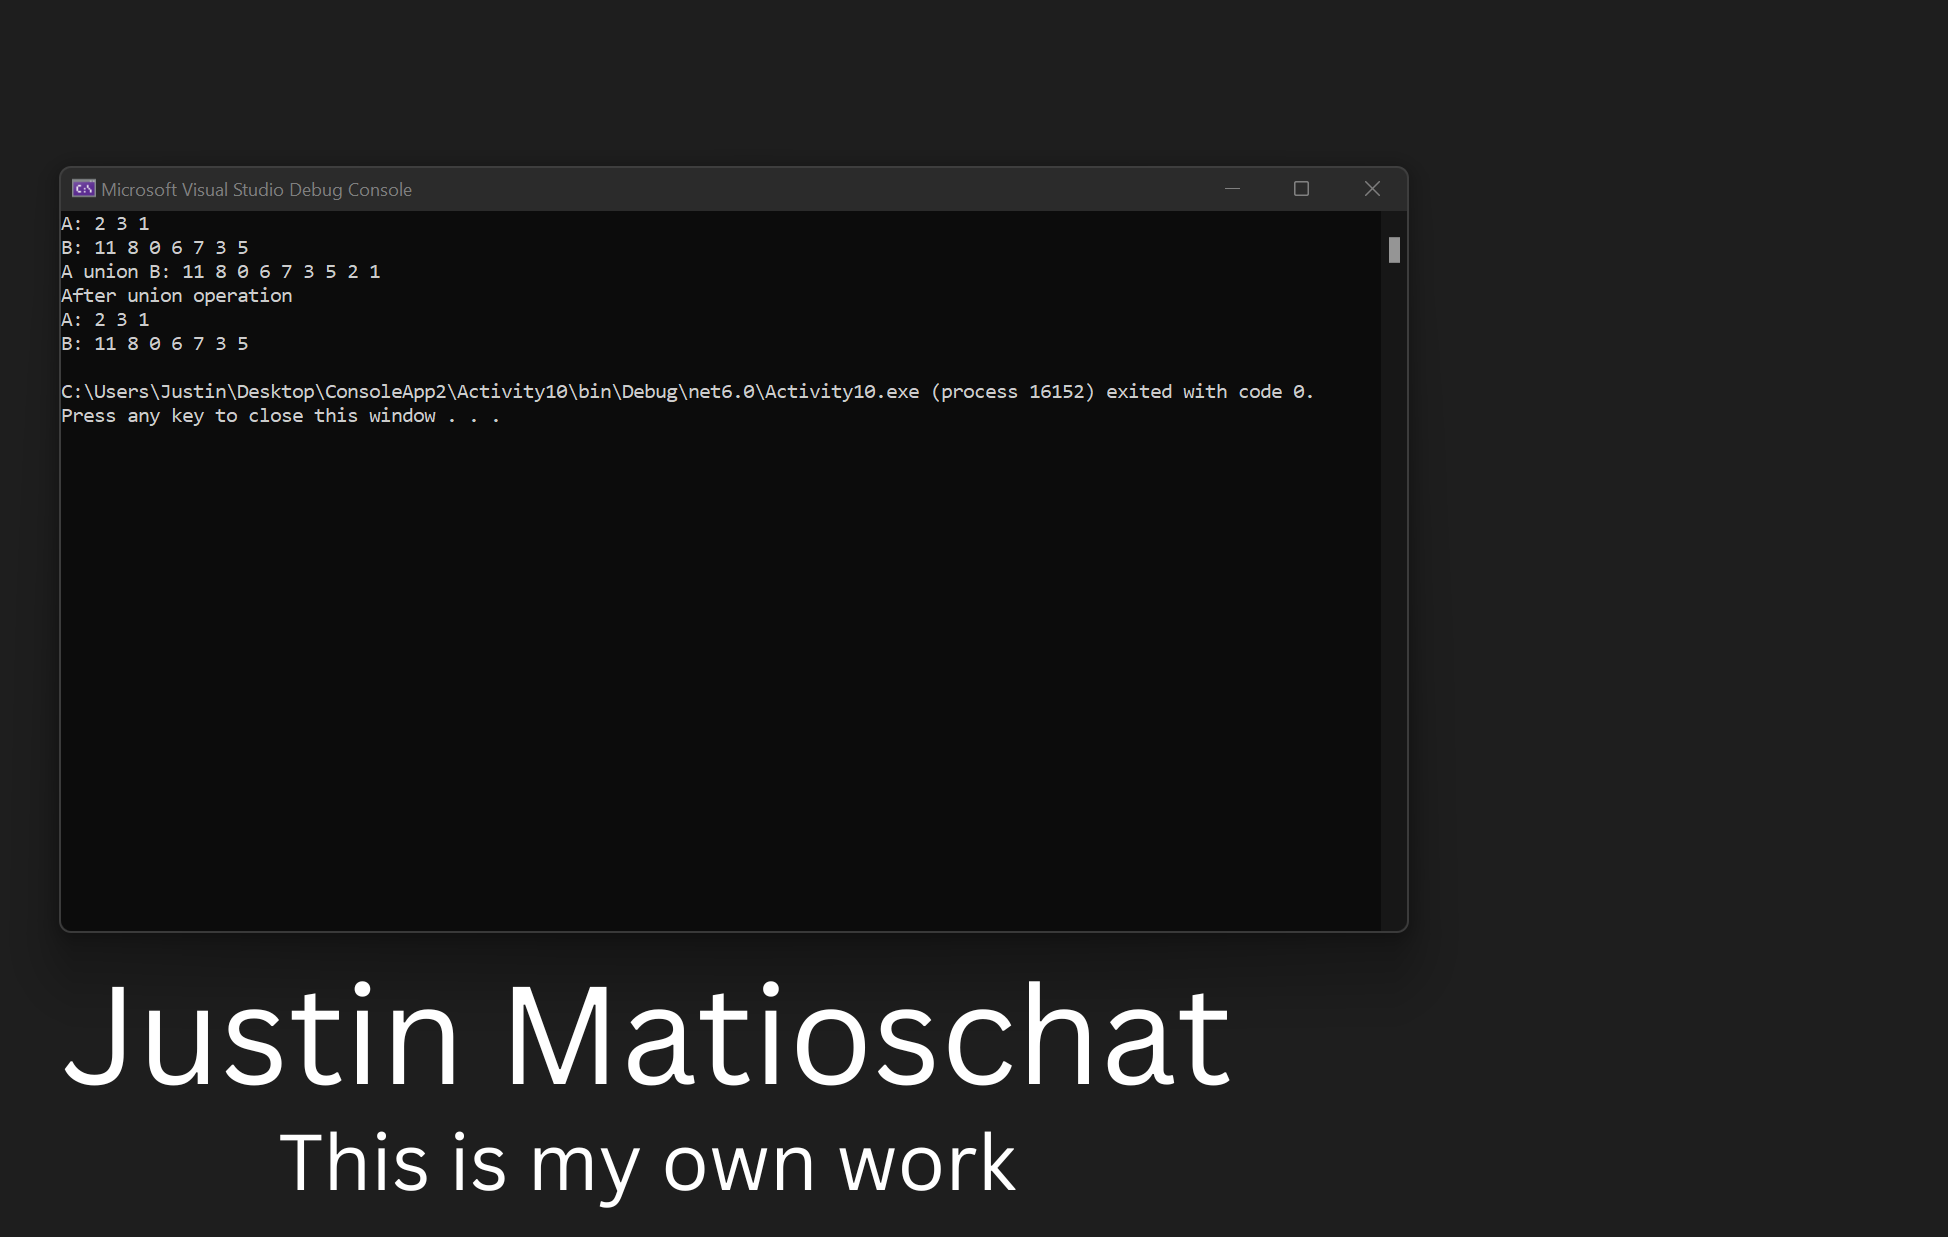 Microsoft Visual Studio Debug Console
A: 2 3 1
B: 11 8 0 6 7 3 5
A union B: 11 8 0 6 7 3 5 2 1
After union operation
A: 2 3 1
B: 11 8 0 6 7 3 5
C:\Users\Justin\Desktop\ConsoleApp2\Activity10\bin\Debug\net6.0\Activity10.exe (process 16152) exited with code 0.
Press any key to close this window . . .
Justin Matioschat
This is my own work